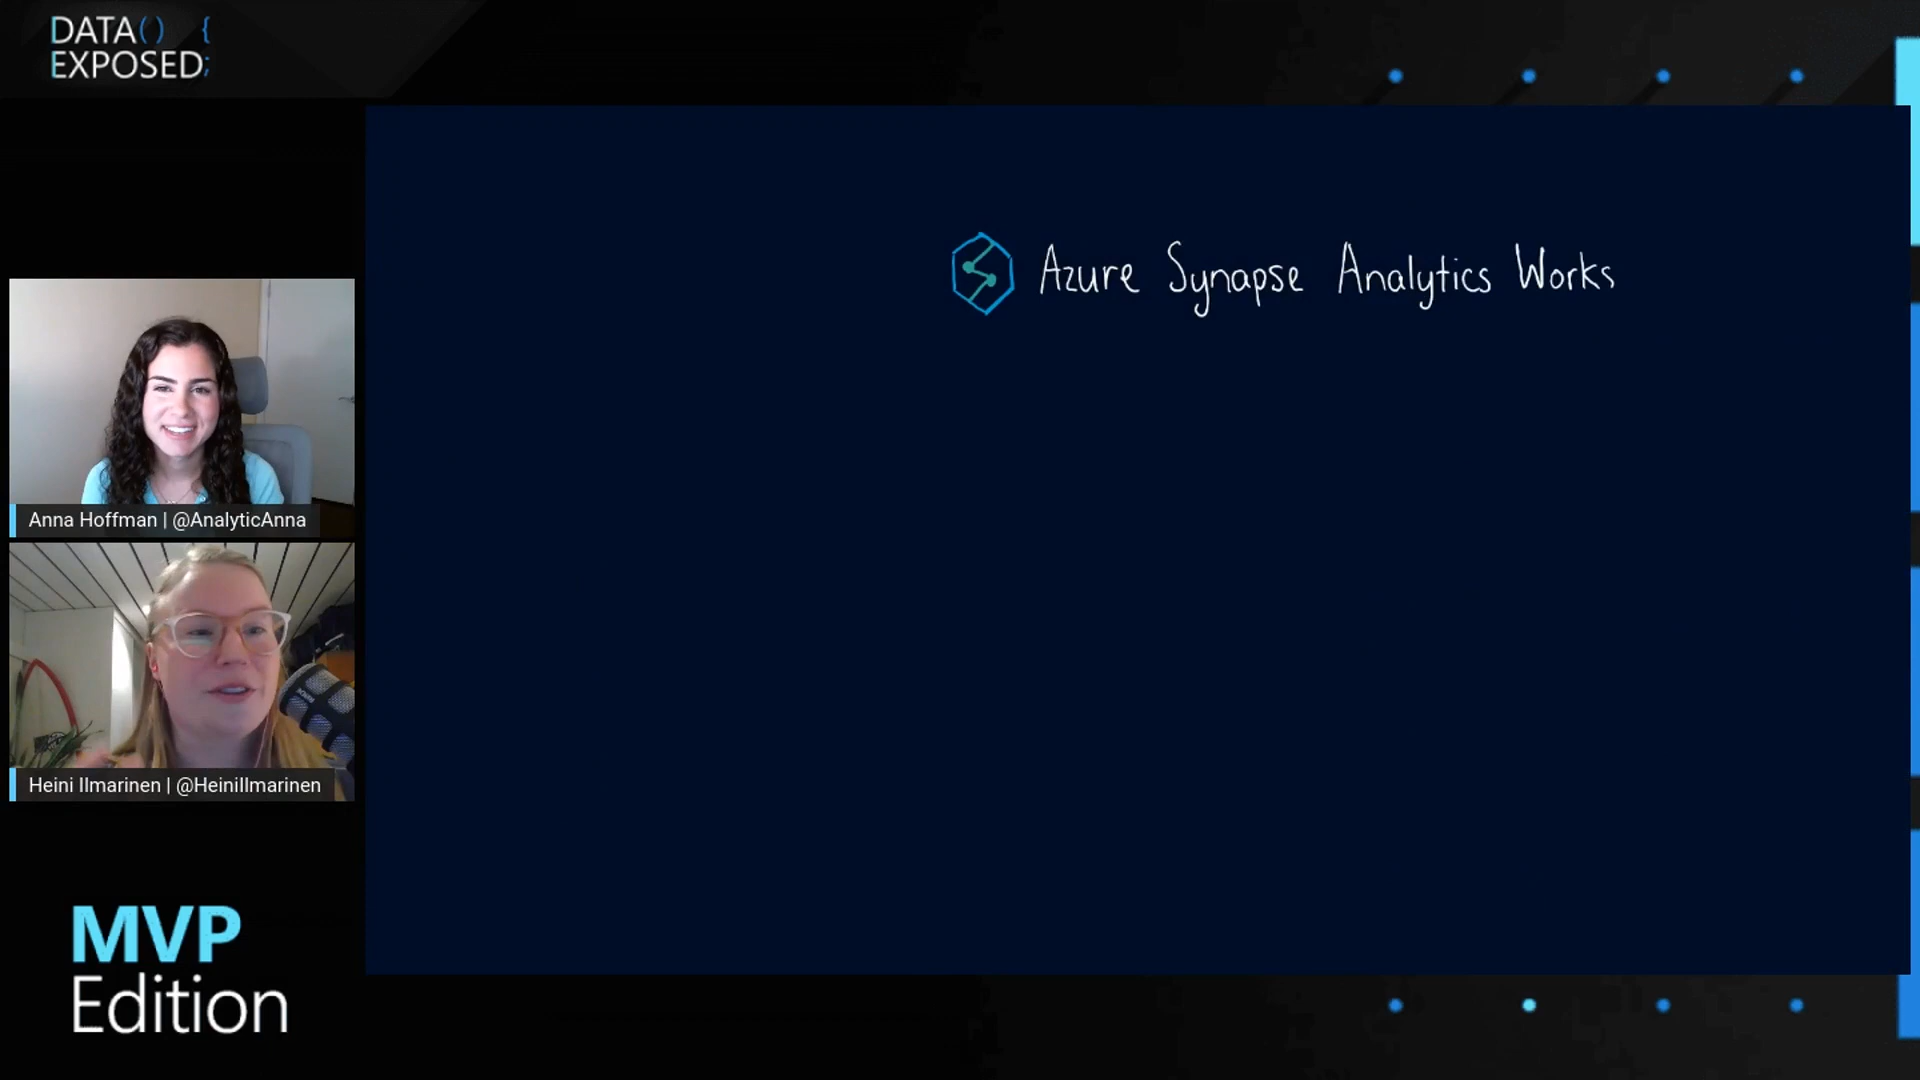 DATA() {
EXPOSED;
Azure Synapse Analytics Works
Anna Hoffman | @AnalyticAnna
Heini Ilmarinen | @HeiniIlmarinen
MVP
Edition